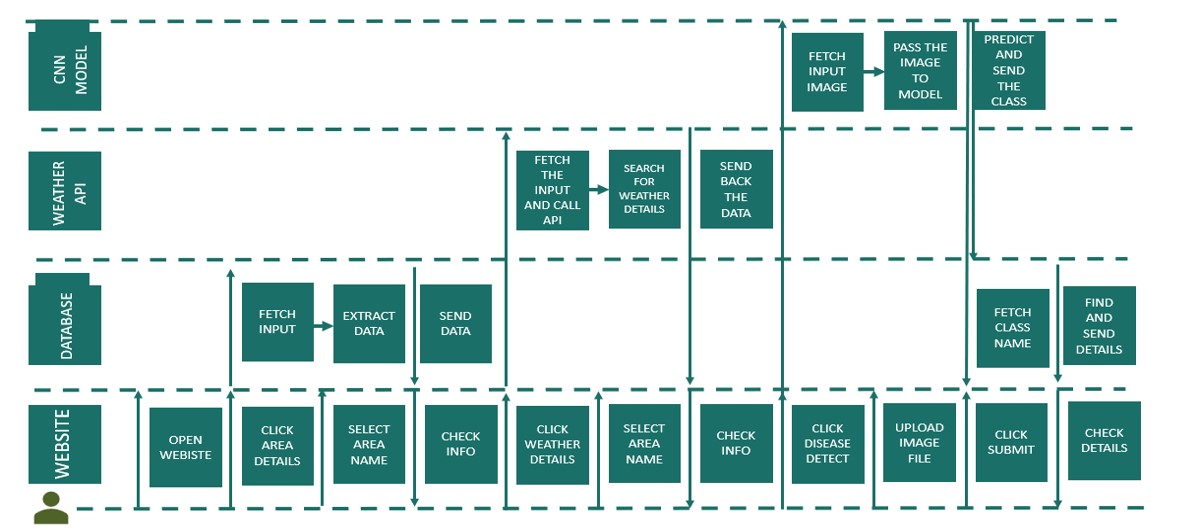 CNN
MODEL
FETCH
INPUT
IMAGE
PASS THE
IMAGE
TO
MODEL
PREDICT
AND
SEND
THE
CLASS
WEATHER
API
FETCH
THE
INPUT
AND CALL
API
SEARCH
FOR
WEATHER
DETAILS
SEND
BACK
THE
DATA
DATABASE
FETCH
INPUT
EXTRACT
DATA
SEND
DATA
FETCH
CLASS
NAME
FIND
AND
SEND
DETAILS
WEBSITE
OPEN
WEBISTE
CLICK
AREA
DETAILS
SELECT
AREA
NAME
CHECK
INFO
CLICK
WEATHER
DETAILS
SELECT
AREA
NAME
CHECK
INFO
CLICK
DISEASE
DETECT
UPLOAD
IMAGE
FILE
CLICK
SUBMIT
CHECK
DETAILS